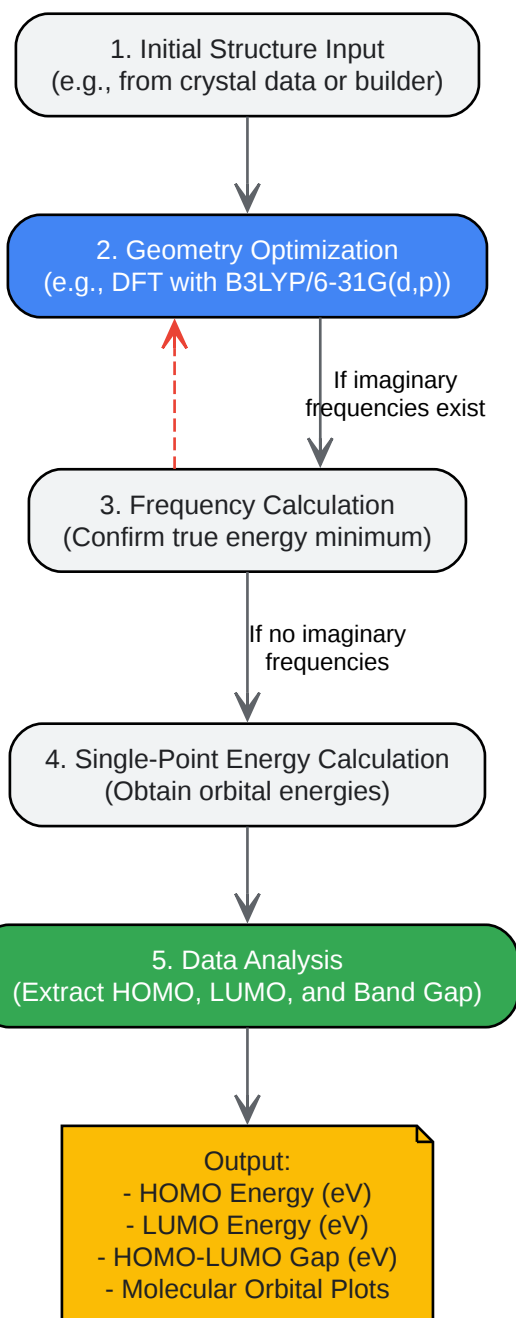 1. Initial Structure Input
(e.g., from crystal data or builder)
2. Geometry Optimization
(e.g., DFT with B3LYP/6-31G(d,p))
If imaginary
frequencies exist
3. Frequency Calculation
(Confirm true energy minimum)
If no imaginary
frequencies
4. Single-Point Energy Calculation
(Obtain orbital energies)
5. Data Analysis
(Extract HOMO, LUMO, and Band Gap)
Output:
- HOMO Energy (eV)
- LUMO Energy (eV)
- HOMO-LUMO Gap (eV)
- Molecular Orbital Plots